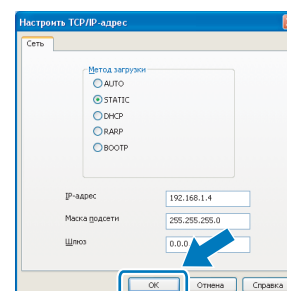 Настроить TCP/IP-адрес
Сеть
Метод загрузки
AUTO
STATIC
DHCP
RARP
BOOTP
IP-адрес 192.168.1.4
Маска подсети 255.255.255.0
Шлюз 0.0.0
OK Отмена Справка